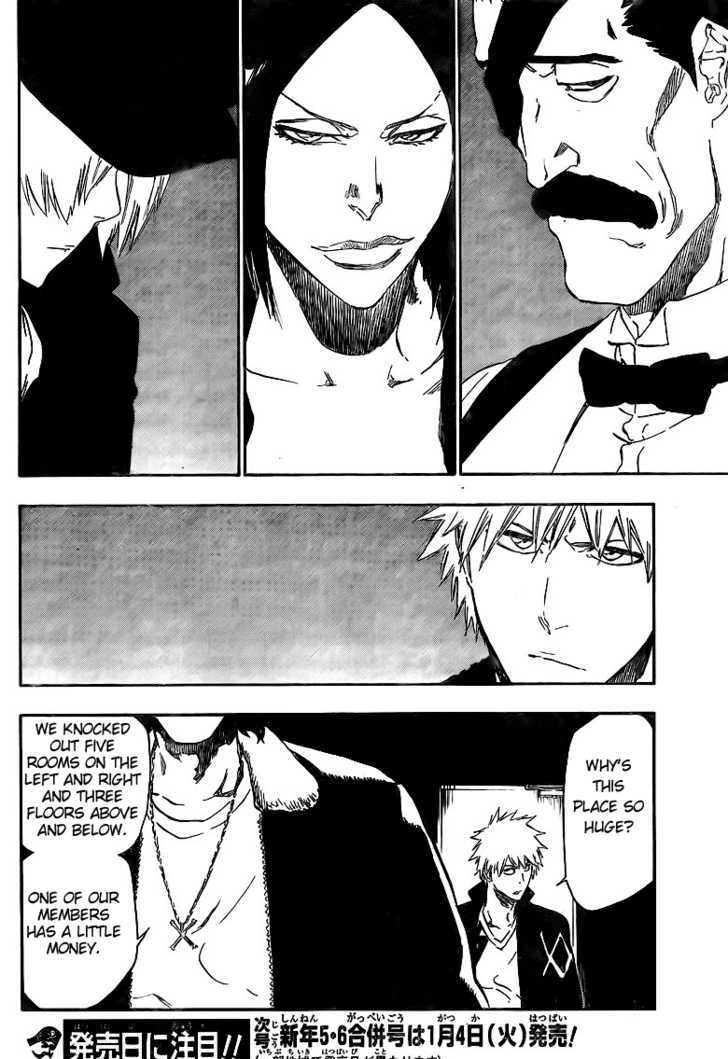 WHY'S
THIS
PLACE SO
HUGE?
WE KNOCKED
OUT FIVE
ROOMS ON
THE
LEFT AND RIGHT
AND THREE
FLOORS ABOVE
AND BELOW.
ONE OF OUR
MEMBERS
HAS A LITTLE
MONEY.
発売日に注目!!
次号新年5・6合併号は1月4日(火)発売!